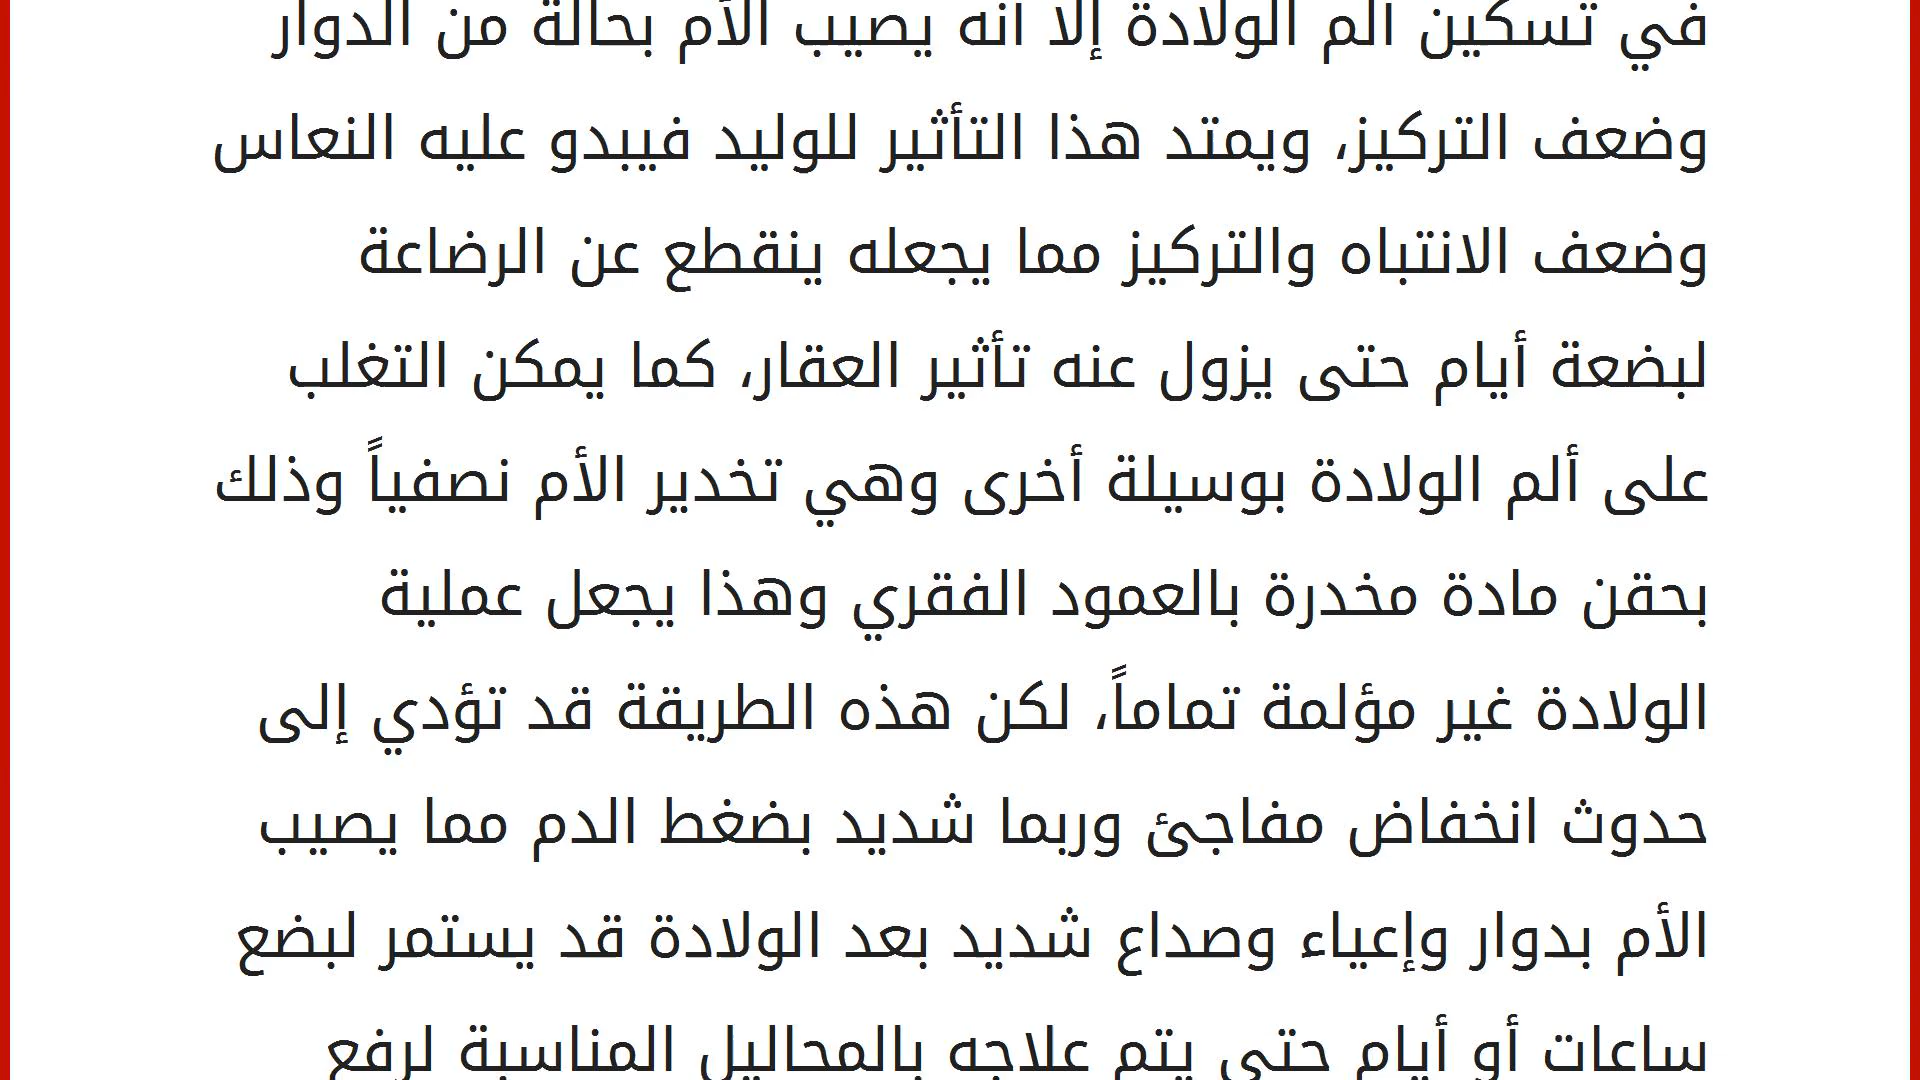 في تسكين ألم الولادة إلا أنه يصيب الأم بحالة من الدوار
وضعف التركيز، ويمتد هذا التأثير للوليد فيبدو عليه النعاس
وضعف الانتباه والتركيز مما يجعله ينقطع عن الرضاعة
لبضعة أيام حتى يزول عنه تأثير العقار، كما يمكن التغلب
على ألم الولادة بوسيلة أخرى وهي تخدير الأم نصفياً وذلك
بحقن مادة مخدرة بالعمود الفقري وهذا يجعل عملية
الولادة غير مؤلمة تماماً، لكن هذه الطريقة قد تؤدي إلى
حدوث انخفاض مفاجئ وربما شديد بضغط الدم مما يصيب
الأم بدوار وإعياء وصداع شديد بعد الولادة قد يستمر لبضع
ساعات أو أيام حتى يتم علاجه بالمحاليل المناسبة لرفع